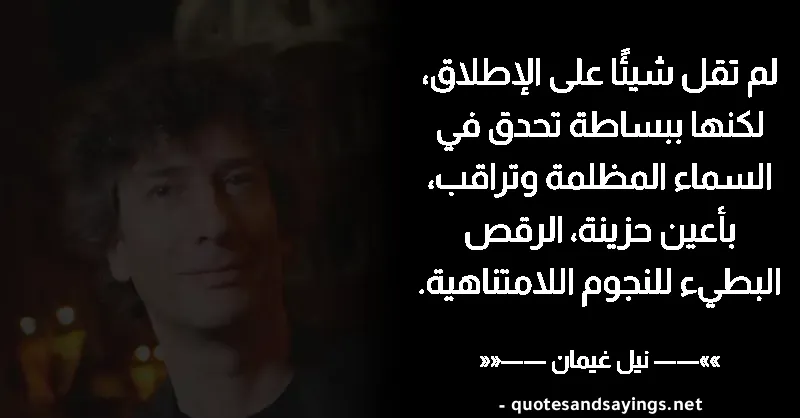 لم تقل شيئًا على الإطلاق،
لكنها ببساطة تحدق في
السماء المظلمة وتراقب،
بأعين حزينة، الرقص
البطيء للنجوم اللامتناهية.
»»—— نيل غيمان ——««
- quotesandsayings.net